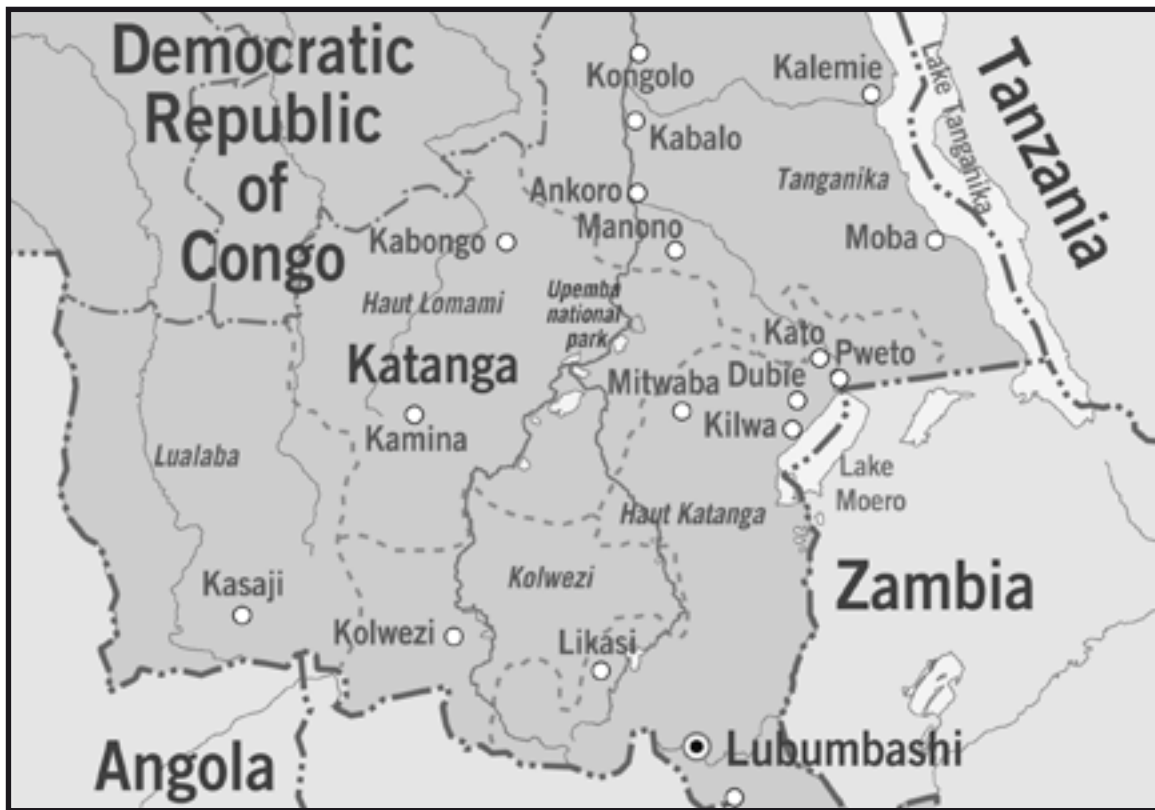 Democratic
Republic
of
Congo
Kongolo
Kalemie
Lake Tanganika
Tanzania
Kabalo
Tanganika
Ankoro
Manono
Kabongo
Moba
Haut Lomami
Upemba
national
park
Katanga
Kato
Pweto
Mitwaba
Dubie
Kamina
Kilwa
Lualaba
Lake
Moero
Haut Katanga
Kolwezi
Kasaji
Zambia
Kolwezi
Likasi
Lubumbashi
Angola